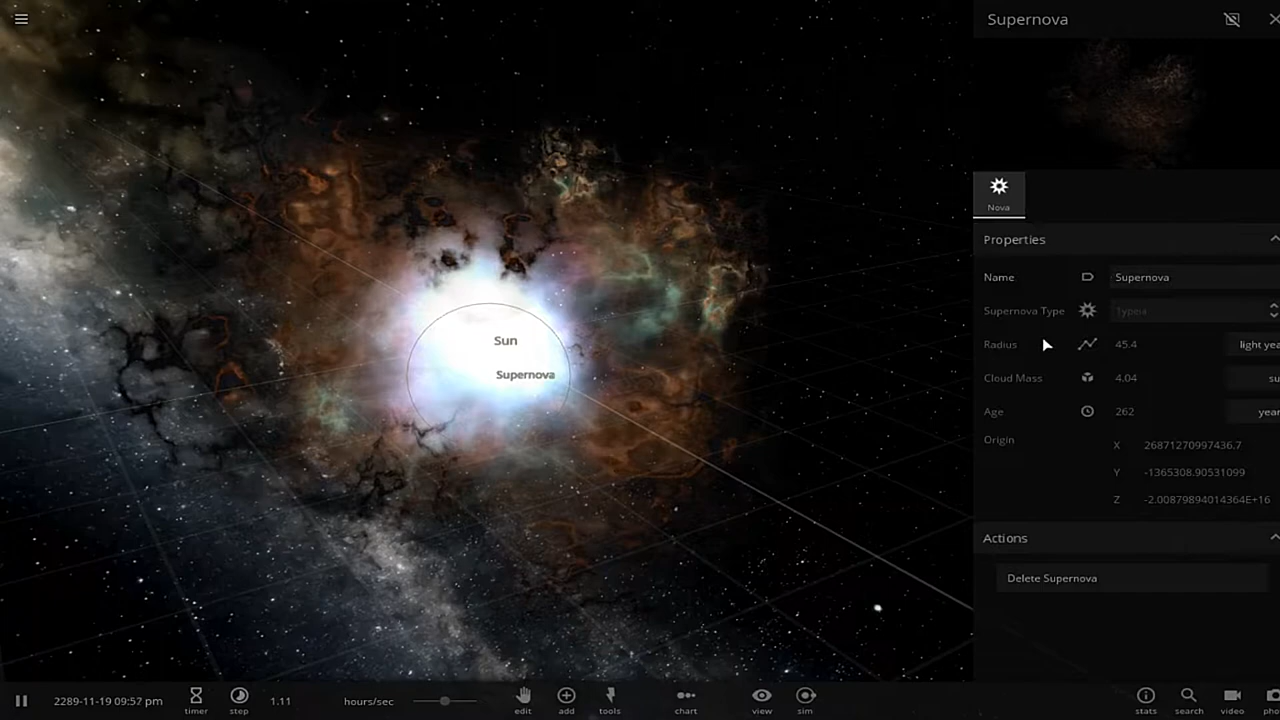 Supernova
Nova
Properties
Name Supernova
Supernova Type
Radius 45.4 light yea
Cloud Mass 4.04 su
Age 262 year
Origin X 26871270997436.7
Y -1365308.90531099
Z -2.00879894014364E+16
Actions
Delete Supernova
Sun
Supernova
2289-11-19 09:57 pm timer step 1.11 hours/sec edit add tools chart view sim stats search video pho